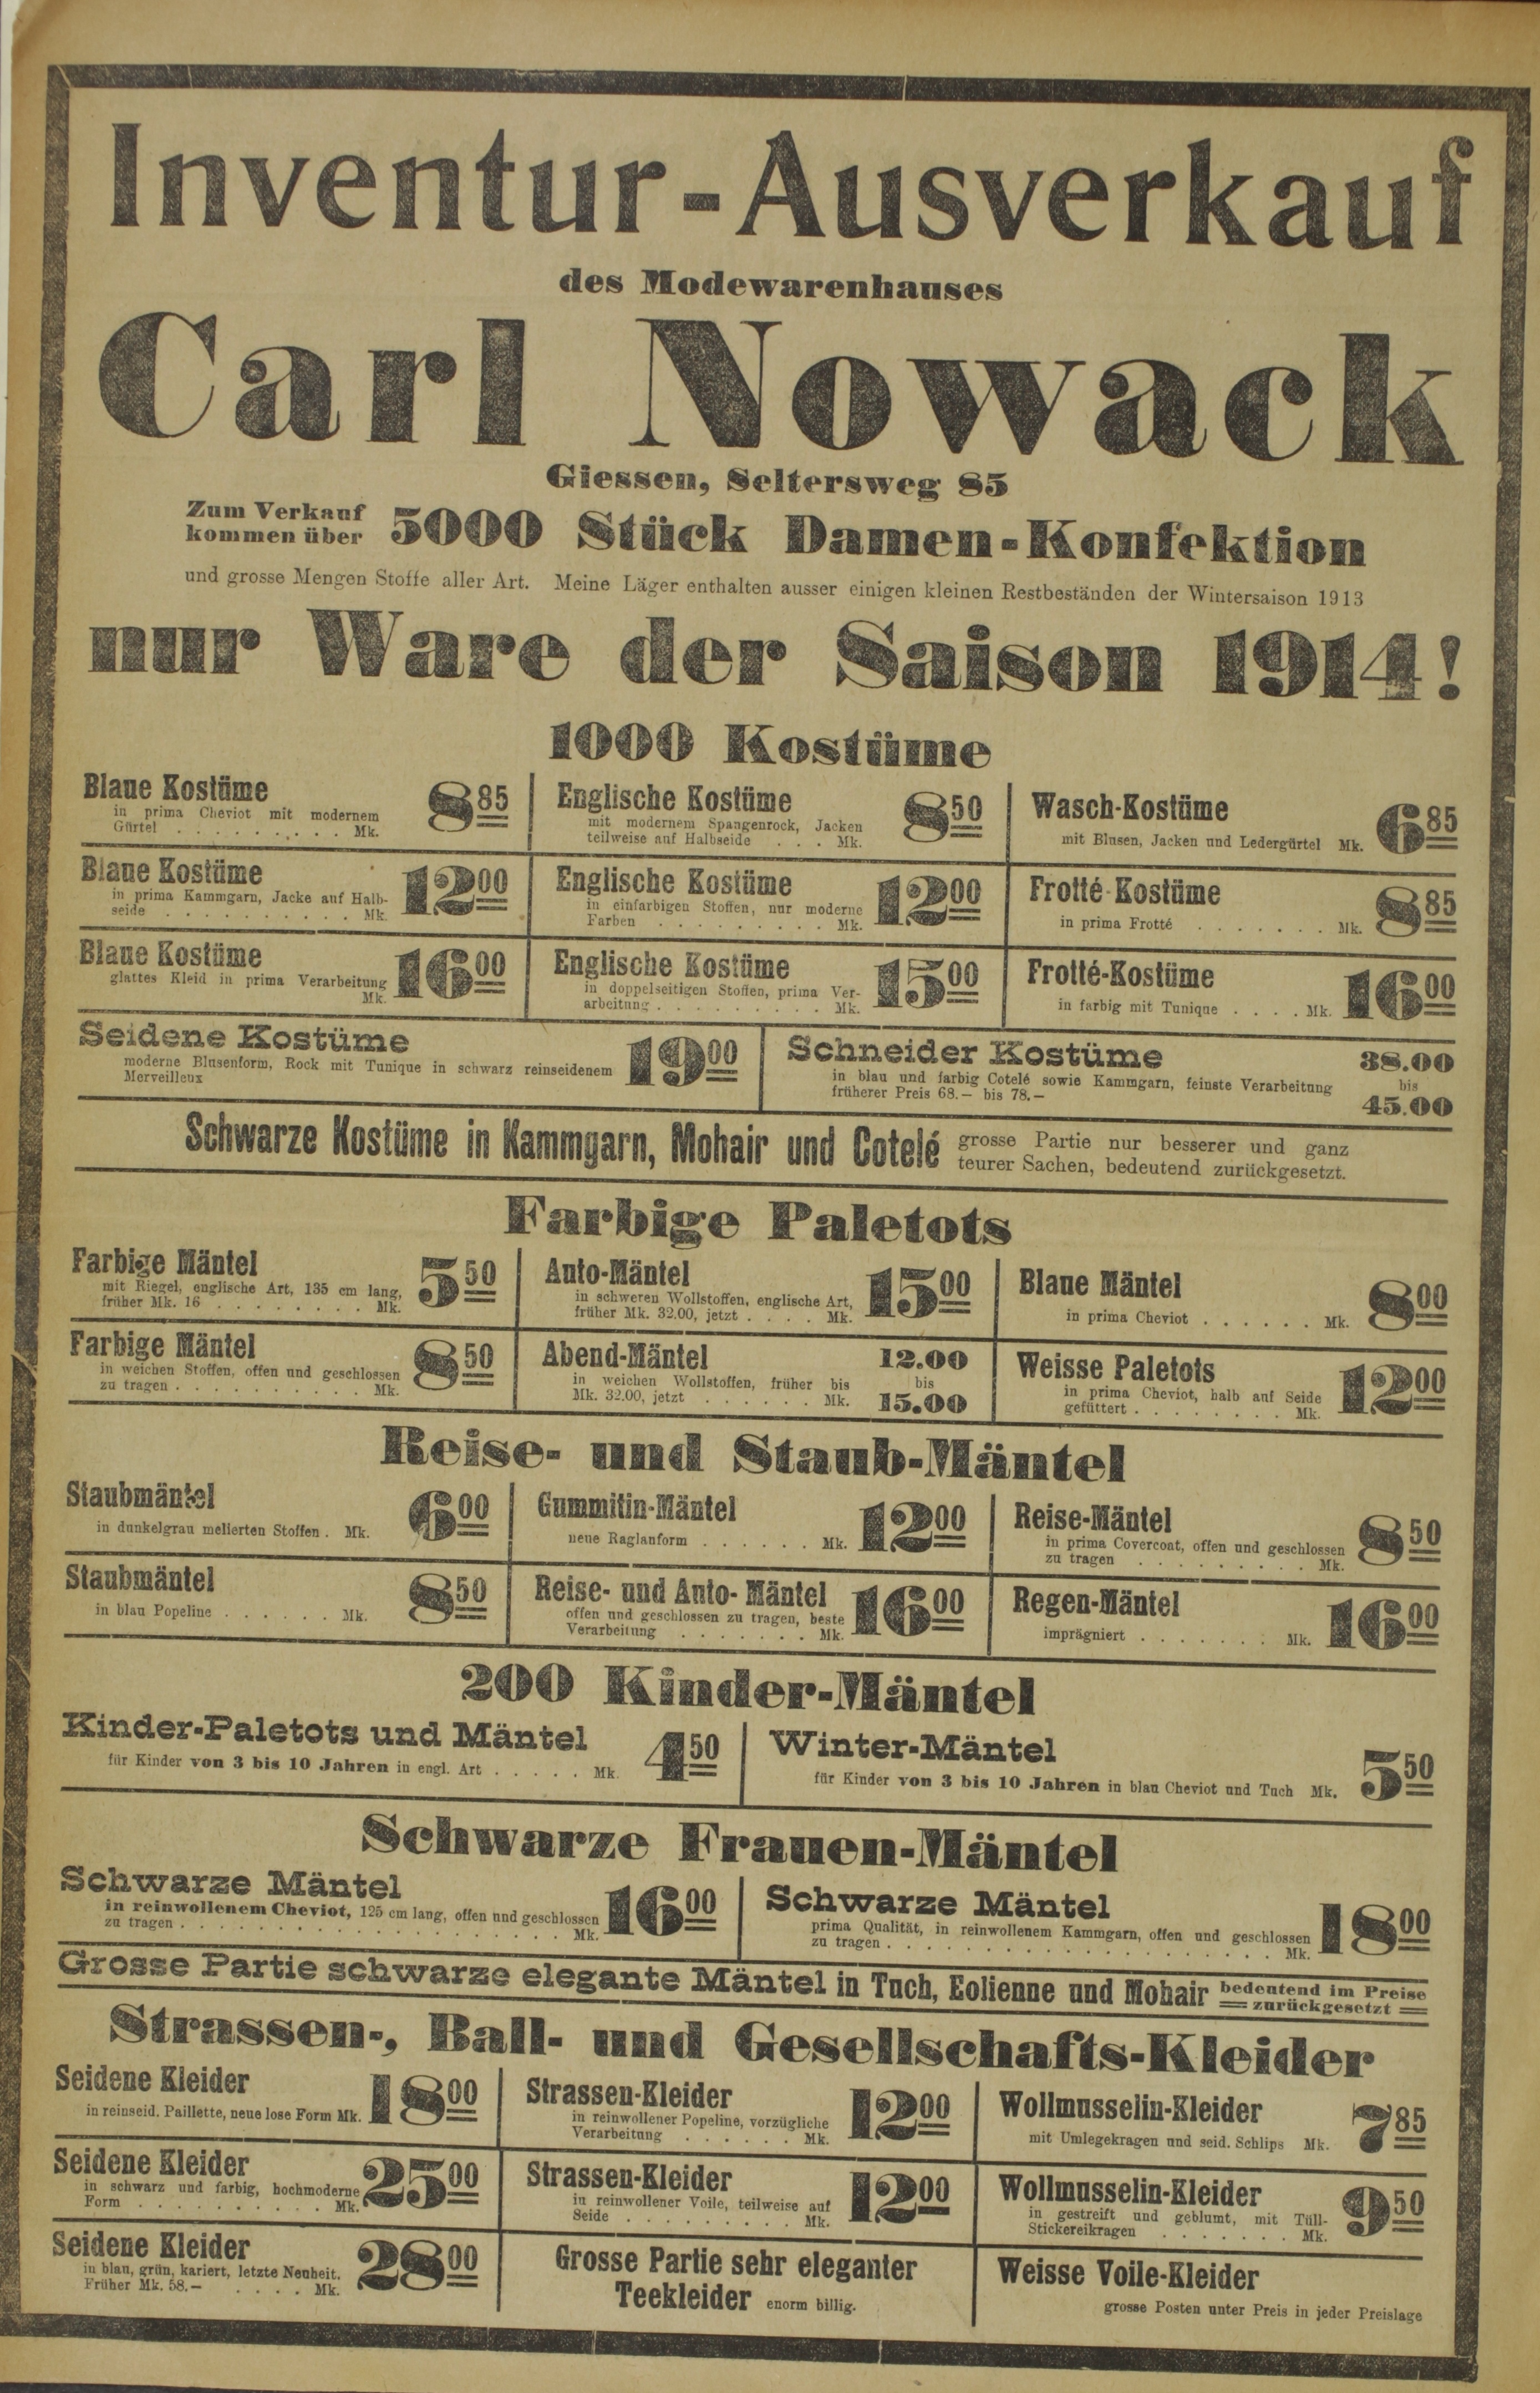 Inventur-Ausverkauf
des Modewarenhauses
Carl Nowack
Giessen, Seltersweg 85
Zum Verkauf
kommen über 5000 Stück Damen-Konfektion
und grosse Mengen Stoffe aller Art. Meine Läger enthalten ausser einigen kleinen Restbeständen der Wintersaison 1913
nur Ware der Saison 1914!
1000 Kostüme
Blaue Kostüme
in prima Cheviot mit modernem
Gürtel . . . . . . . . . Mk.
8 85
Englische Kostüme
mit modernem Spangenrock, Jacken
teilweise auf Halbseide . . . Mk.
8 50
Wasch-Kostüme
mit Blusen, Jacken und Ledergürtel Mk.
6 85
Blaue Kostüme
in prima Kammgarn, Jacke auf Halb-
seide . . . . . . . . . . Mk.
12 00
Englische Kostüme
in einfarbigen Stoffen, nur moderne
Farben . . . . . . . . . Mk.
12 00
Frotté-Kostüme
in prima Frotté . . . . . . . Mk.
8 85
Blaue Kostüme
glattes Kleid in prima Verarbeitung
Mk.
16 00
Englische Kostüme
in doppelseitigen Stoffen, prima Ver-
arbeitung . . . . . . . . . Mk.
15 00
Frotté-Kostüme
in farbig mit Tunique . . . . Mk.
16 00
Seidene Kostüme
moderne Blusenform, Rock mit Tunique in schwarz reinseidenem
Merveilleux
19 00
Schneider Kostüme
in blau und farbig Cotelé sowie Kammgarn, feinste Verarbeitung
früherer Preis 68.— bis 78.—
38.00
bis
45.00
Schwarze Kostüme in Kammgarn, Mohair und Cotelé
grosse Partie nur besserer und ganz
teurer Sachen, bedeutend zurückgesetzt.
Farbige Paletots
Farbige Mäntel
mit Riegel, englische Art, 135 cm lang,
früher Mk. 16 . . . . . . . . Mk.
5 50
Auto-Mäntel
in schweren Wollstoffen, englische Art,
früher Mk. 32.00, jetzt . . . . Mk.
15 00
Blaue Mäntel
in prima Cheviot . . . . . . Mk.
8 00
Farbige Mäntel
in weichen Stoffen, offen und geschlossen
zu tragen . . . . . . . . . . Mk.
8 50
Abend-Mäntel
in weichen Wollstoffen, früher bis
Mk. 32.00, jetzt . . . . . . Mk.
12.00
bis
15.00
Weisse Paletots
in prima Cheviot, halb auf Seide
gefüttert . . . . . . . . Mk.
12 00
Reise- und Staub-Mäntel
Staubmäntel
in dunkelgrau melierten Stoffen . Mk.
6 00
Gummitin-Mäntel
neue Raglanform . . . . . . Mk.
12 00
Reise-Mäntel
in prima Covercoat, offen und geschlossen
zu tragen . . . . . . . Mk.
8 50
Staubmäntel
in blau Popeline . . . . . . Mk.
8 50
Reise- und Auto-Mäntel
offen und geschlossen zu tragen, beste
Verarbeitung . . . . . . . Mk.
16 00
Regen-Mäntel
imprägniert . . . . . . . Mk.
16 00
200 Kinder-Mäntel
Kinder-Paletots und Mäntel
für Kinder von 3 bis 10 Jahren in engl. Art . . . . . Mk.
4 50
Winter-Mäntel
für Kinder von 3 bis 10 Jahren in blau Cheviot und Tuch Mk.
5 50
Schwarze Frauen-Mäntel
Schwarze Mäntel
in reinwollenem Cheviot, 125 cm lang, offen und geschlossen
zu tragen . . . . . . . . . . . . . . . . . . . Mk.
16 00
Schwarze Mäntel
prima Qualität, in reinwollenem Kammgarn, offen und geschlossen
zu tragen . . . . . . . . . . . . . . . . . . . . Mk.
18 00
Grosse Partie schwarze elegante Mäntel in Tuch, Eolienne und Mohair
bedeutend im Preise
zurückgesetzt
Strassen-, Ball- und Gesellschafts-Kleider
Seidene Kleider
in reinseid. Paillette, neue lose Form Mk.
18 00
Strassen-Kleider
in reinwollener Popeline, vorzügliche
Verarbeitung . . . . . . Mk.
12 00
Wollmusselin-Kleider
mit Umlegekragen und seid. Schlips Mk.
7 85
Seidene Kleider
in schwarz und farbig, hochmoderne
Form . . . . . . . . . . Mk.
25 00
Strassen-Kleider
in reinwollener Voile, teilweise auf
Seide . . . . . . . . . Mk.
12 00
Wollmusselin-Kleider
in gestreift und geblumt, mit Tüll-
Stickereikragen . . . . . . . Mk.
9 50
Seidene Kleider
in blau, grün, kariert, letzte Neuheit.
Früher Mk. 58.— . . . . Mk.
28 00
Grosse Partie sehr eleganter
Teekleider enorm billig.
Weisse Voile-Kleider
grosse Posten unter Preis in jeder Preislage